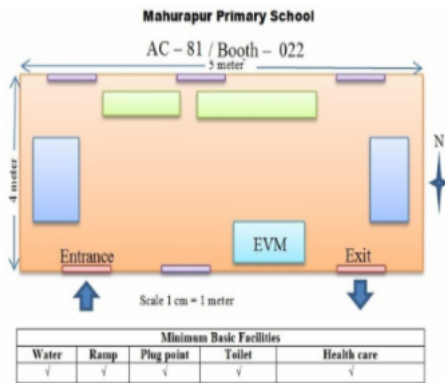 Mahurapur Primary School
AC – 81 / Booth – 022
5 meter
4 meter
N
Entrance
EVM
Exit
Scale 1 cm = 1 meter
Minimum Basic Facilities
Water Ramp Plug point Toilet Health care
√ √ √ √ √